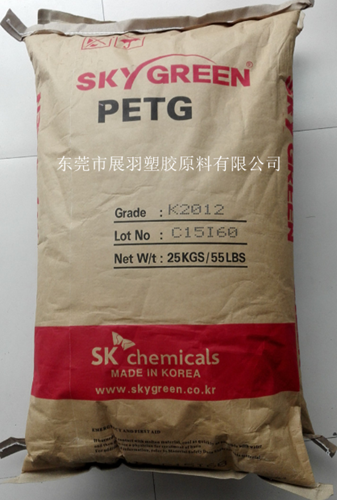 SKYGREEN
PETG
东莞市展羽塑胶原料有限公司
Grade : K2012
Lot No : C15I60
Net W/t : 25KGS/55LBS
SK chemicals
MADE IN KOREA
www.skygreen.co.kr